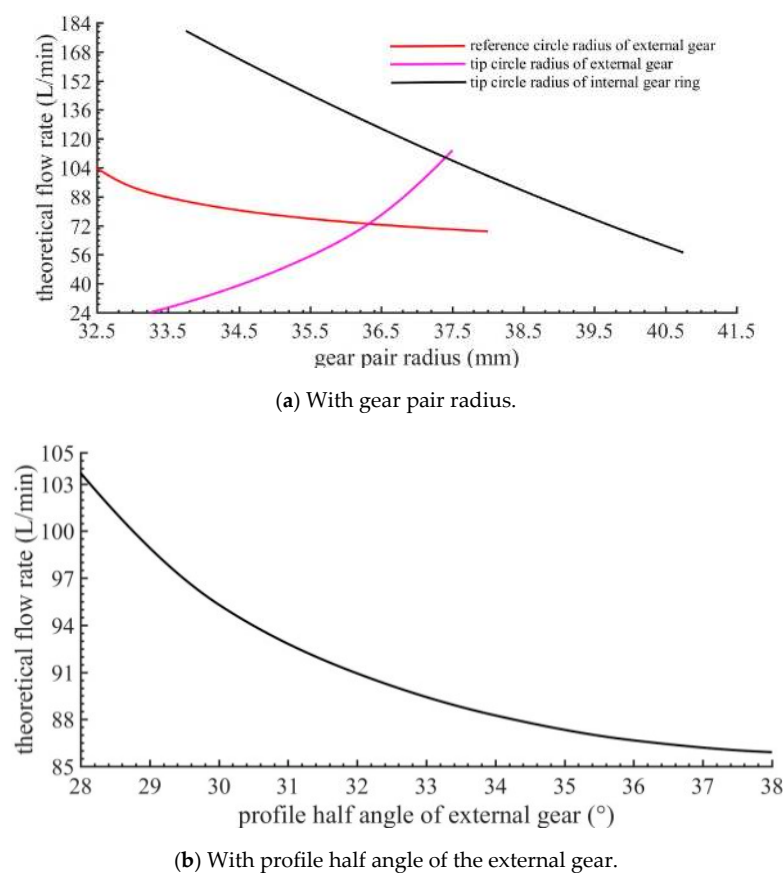 184
168
152
136
120
104
88
72
56
40
24
theoretical flow rate (L/min)
reference circle radius of external gear
tip circle radius of external gear
tip circle radius of internal gear ring
32.5 33.5 34.5 35.5 36.5 37.5 38.5 39.5 40.5 41.5
gear pair radius (mm)
(a) With gear pair radius.
105
103
100
97
94
91
88
85
theoretical flow rate (L/min)
28 29 30 31 32 33 34 35 36 37 38
profile half angle of external gear (°)
(b) With profile half angle of the external gear.